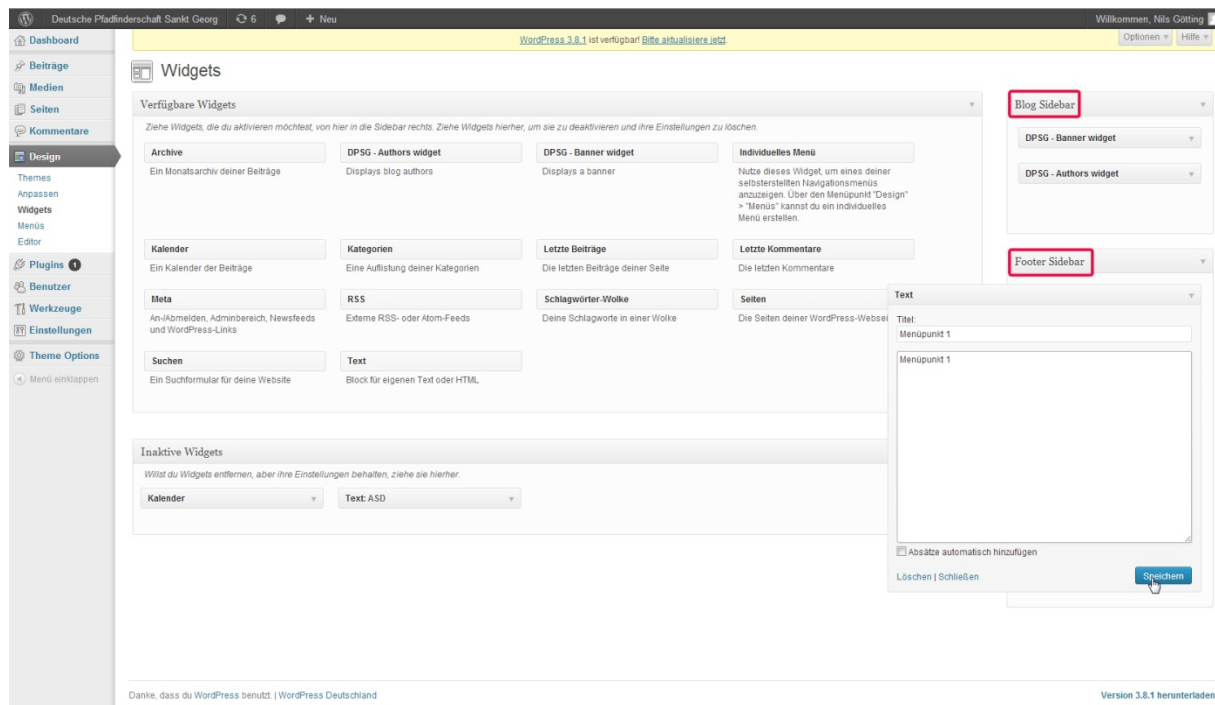 Deutsche Pfadfinderschaft Sankt Georg 6 + Neu Willkommen, Nils Götting
Dashboard
Beiträge
Medien
Seiten
Kommentare
Design
Themes
Anpassen
Widgets
Menüs
Editor
Plugins 1
Benutzer
Werkzeuge
Einstellungen
Theme Options
Menü einklappen
WordPress 3.8.1 ist verfügbar! Bitte aktualisiere jetzt.
Optionen Hilfe
Widgets
Verfügbare Widgets
Ziehe Widgets, die du aktivieren möchtest, von hier in die Sidebar rechts. Ziehe Widgets hierher, um sie zu deaktivieren und ihre Einstellungen zu löschen.
Archive
Ein Monatsarchiv deiner Beiträge
DPSG - Authors widget
Displays blog authors
DPSG - Banner widget
Displays a banner
Individuelles Menü
Nutze dieses Widget, um eines deiner
selbsterstellten Navigationsmenüs
anzuzeigen. Über den Menüpunkt "Design"
> "Menüs" kannst du ein individuelles
Menü erstellen.
Kalender
Ein Kalender der Beiträge
Kategorien
Eine Auflistung deiner Kategorien
Letzte Beiträge
Die letzten Beiträge deiner Seite
Letzte Kommentare
Die letzten Kommentare
Meta
An-/Abmelden, Adminbereich, Newsfeeds
und WordPress-Links
RSS
Externe RSS- oder Atom-Feeds
Schlagwörter-Wolke
Deine Schlagworte in einer Wolke
Seiten
Die Seiten deiner WordPress-Websei
Suchen
Ein Suchformular für deine Website
Text
Block für eigenen Text oder HTML
Inaktive Widgets
Willst du Widgets entfernen, aber ihre Einstellungen behalten, ziehe sie hierher.
Kalender
Text: ASD
Blog Sidebar
DPSG - Banner widget
DPSG - Authors widget
Footer Sidebar
Text
Titel:
Menüpunkt 1
Menüpunkt 1
Absätze automatisch hinzufügen
Löschen | Schließen
Speichern
Danke, dass du WordPress benutzt. | WordPress Deutschland
Version 3.8.1 herunterladen